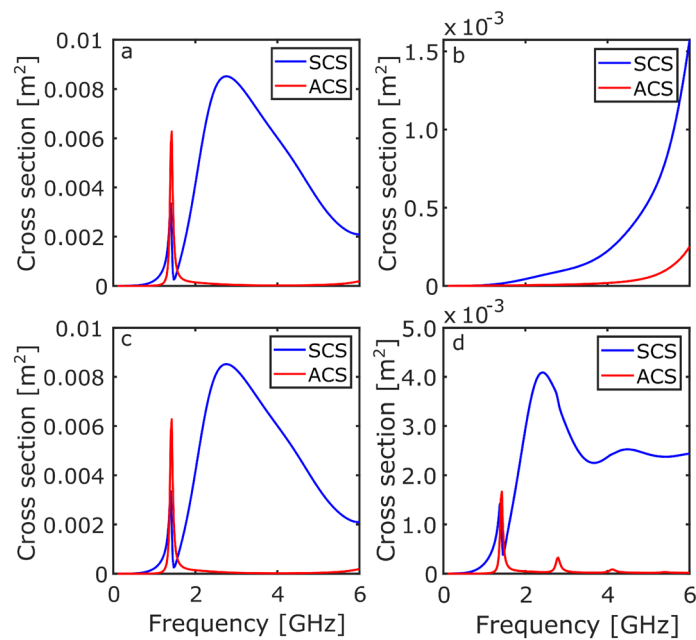 a
SCS
ACS
Cross section [m²]
0.01
0.008
0.006
0.004
0.002
0
b
× 10⁻³
SCS
ACS
Cross section [m²]
1.5
1.0
0.5
0
c
SCS
ACS
Cross section [m²]
0.01
0.008
0.006
0.004
0.002
0
0 2 4 6
Frequency [GHz]
d
× 10⁻³
SCS
ACS
Cross section [m²]
5.0
4.0
3.0
2.0
1.0
0
0 2 4 6
Frequency [GHz]